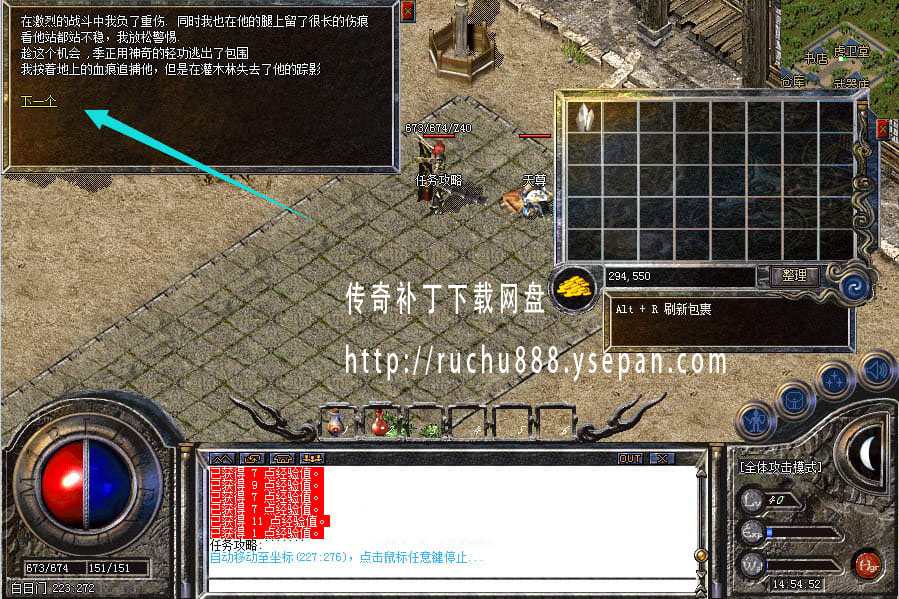 在激烈的战斗中我负了重伤. 同时我也在他的腿上留了很长的伤痕
看他站都站不稳, 我放松警惕.
趁这个机会 ,季正用神奇的轻功逃出了包围
我按着地上的血痕追捕他, 但是在灌木林失去了他的踪影
下一个
书店
虎卫堂
仓库
武器店
673/674/Z40
任务攻略
天尊
294,550
整理
Alt + R 刷新包裹
传奇补丁下载网盘
http://ruchu888.ysepan.com
OUT
[全体攻击模式]
40
已获得 7 点经验值。
已获得 9 点经验值。
已获得 7 点经验值。
已获得 7 点经验值。
已获得 11 点经验值。
已获得 1 点经验值。
任务攻略:
自动移动至坐标(227:276), 点击鼠标任意键停止...
673/674
151/151
白日门 223:272
14:54:52